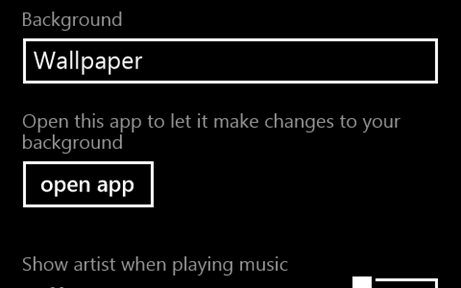 Background
Wallpaper
Open this app to let it make changes to your
background
open app
Show artist when playing music